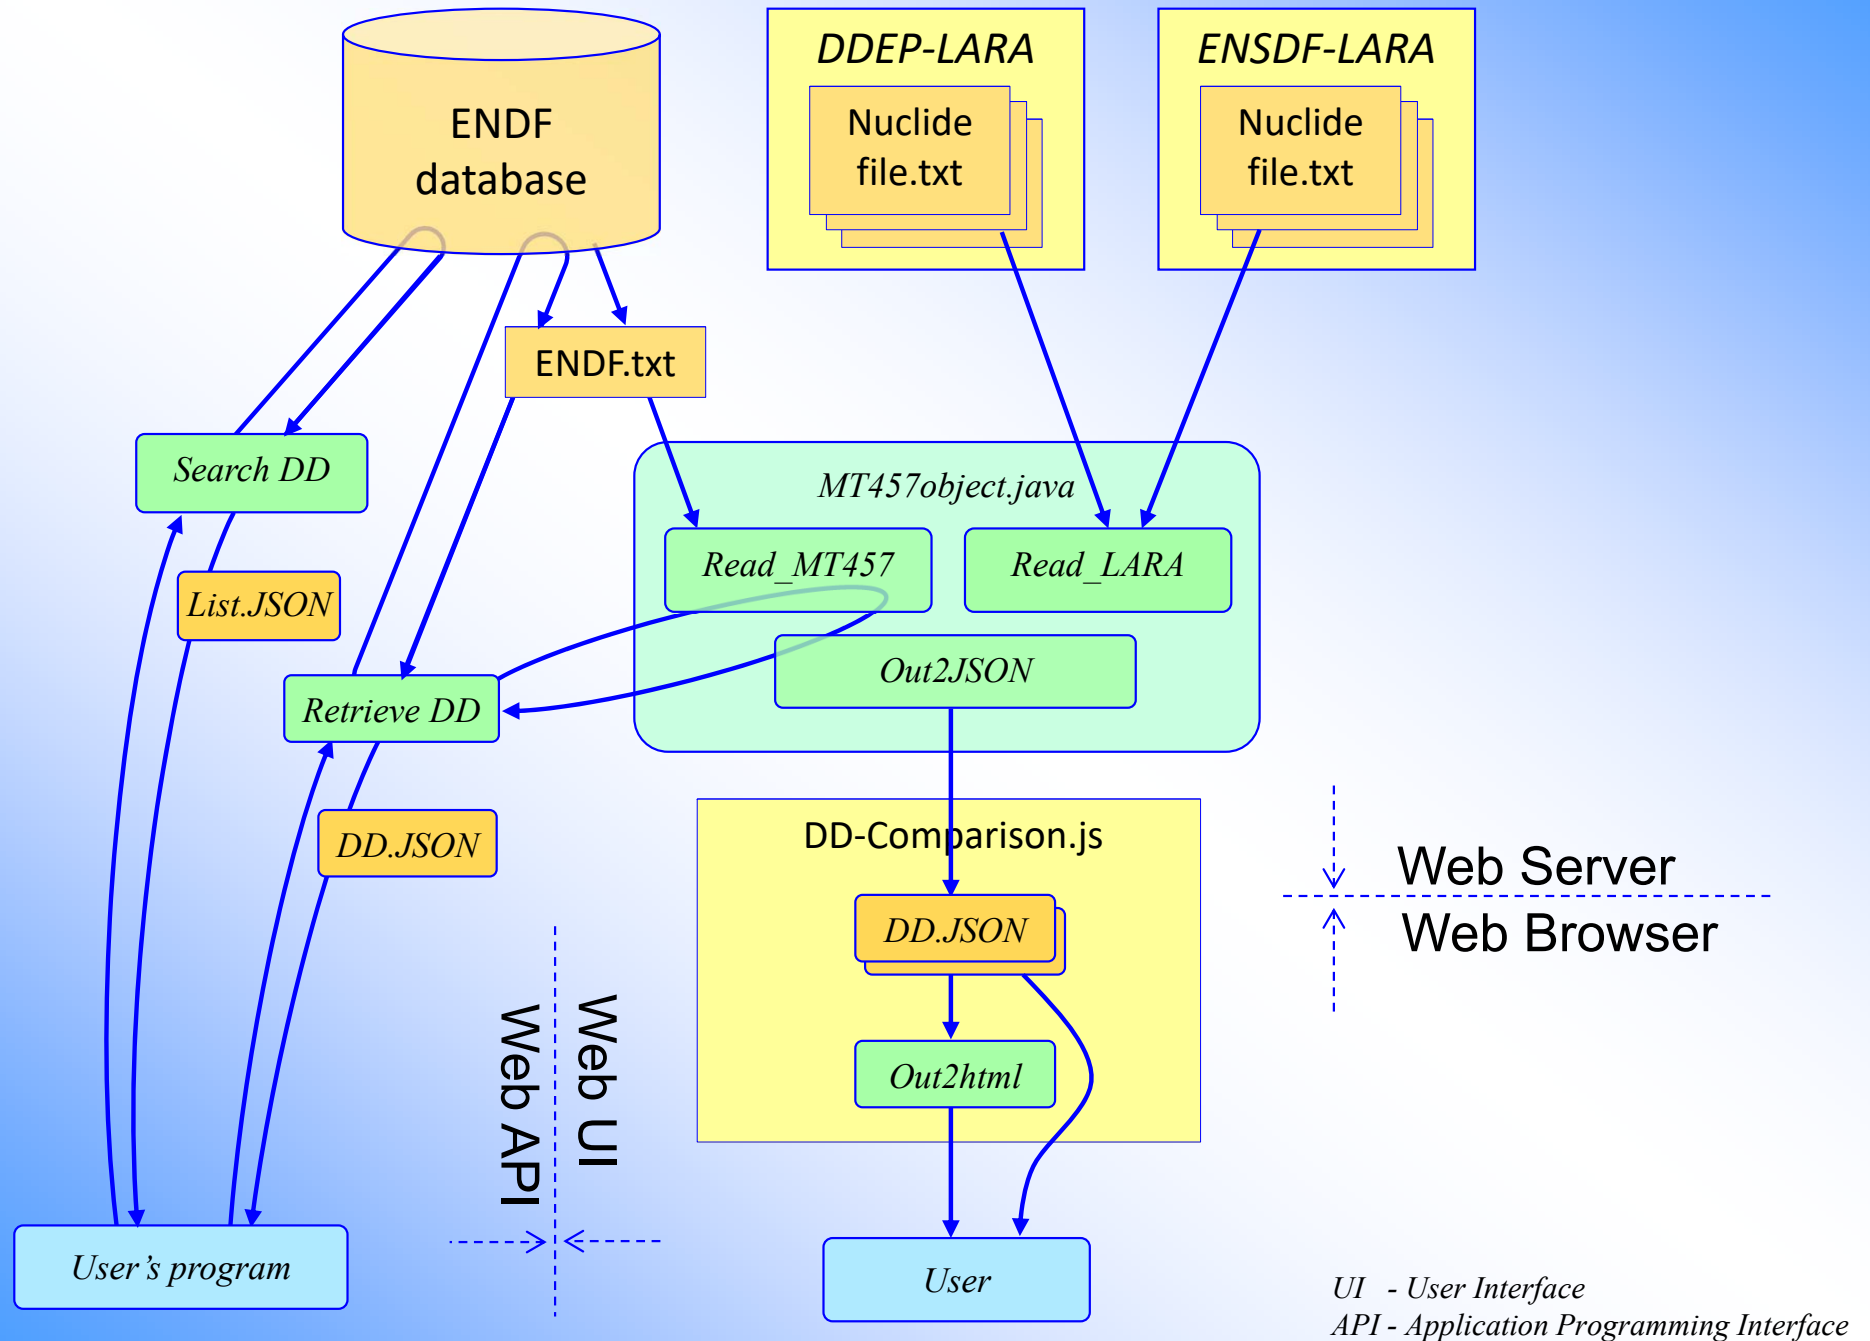 ENDF
database
DDEP-LARA
Nuclide
file.txt
ENSDF-LARA
Nuclide
file.txt
ENDF.txt
Search DD
List.JSON
Retrieve DD
DD.JSON
MT457object.java
Read_MT457
Read_LARA
Out2JSON
DD-Comparison.js
DD.JSON
Out2html
Web Server
Web Browser
Web UI
Web API
User's program
User
UI - User Interface
API - Application Programming Interface